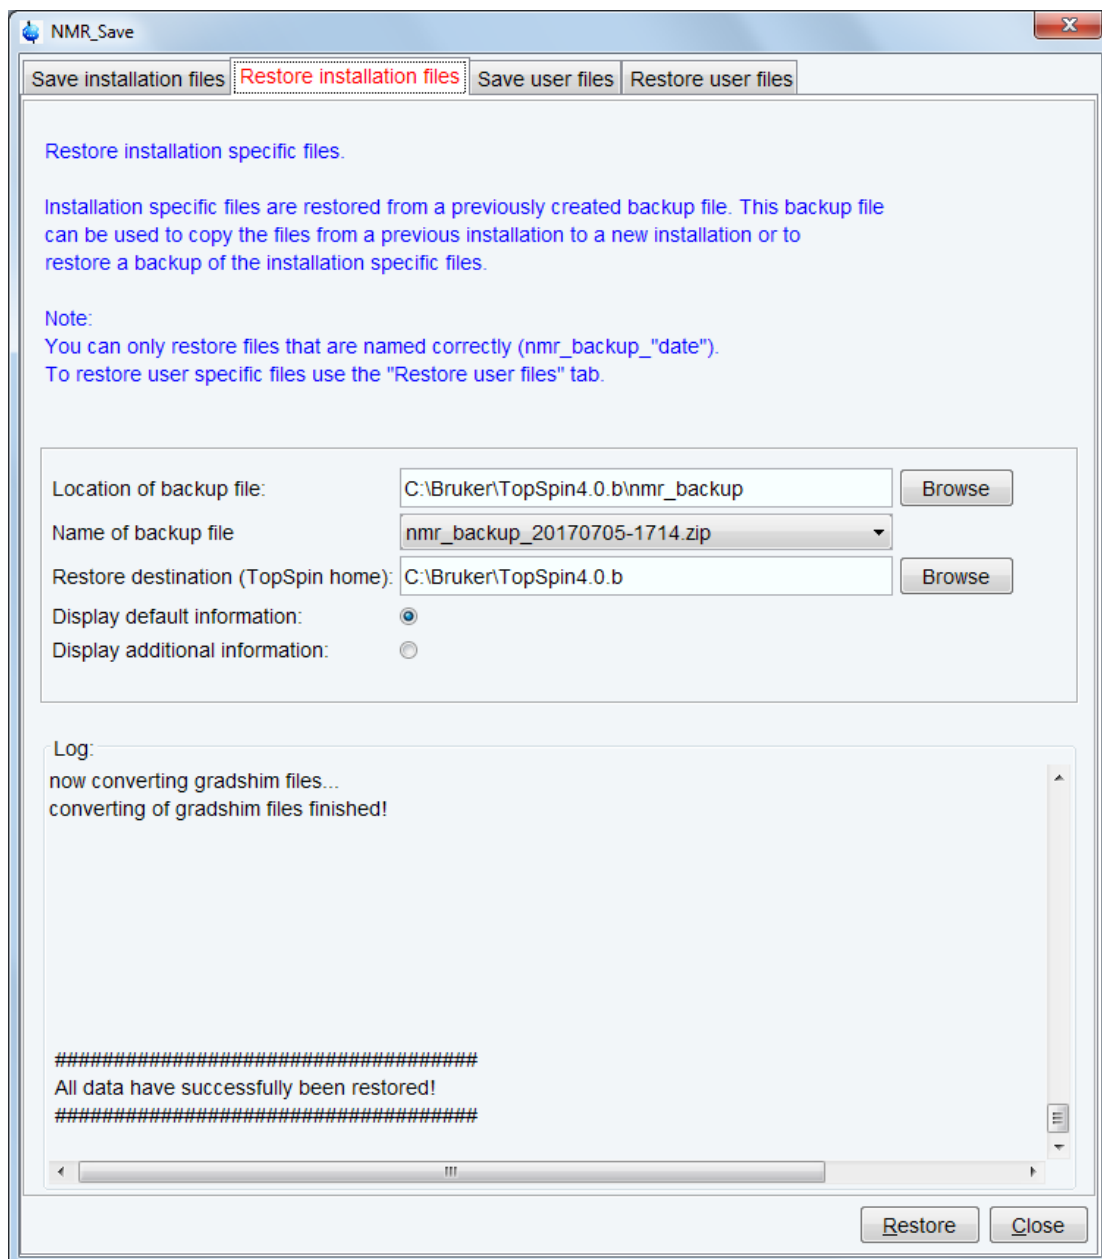 NMR_Save
Save installation files Restore installation files Save user files Restore user files
Restore installation specific files.
Installation specific files are restored from a previously created backup file. This backup file
can be used to copy the files from a previous installation to a new installation or to
restore a backup of the installation specific files.
Note:
You can only restore files that are named correctly (nmr_backup_"date").
To restore user specific files use the "Restore user files" tab.
Location of backup file: C:\Bruker\TopSpin4.0.b\nmr_backup Browse
Name of backup file nmr_backup_20170705-1714.zip
Restore destination (TopSpin home): C:\Bruker\TopSpin4.0.b Browse
Display default information:
Display additional information:
Log:
now converting gradshim files...
converting of gradshim files finished!
###################################
All data have successfully been restored!
###################################
Restore Close